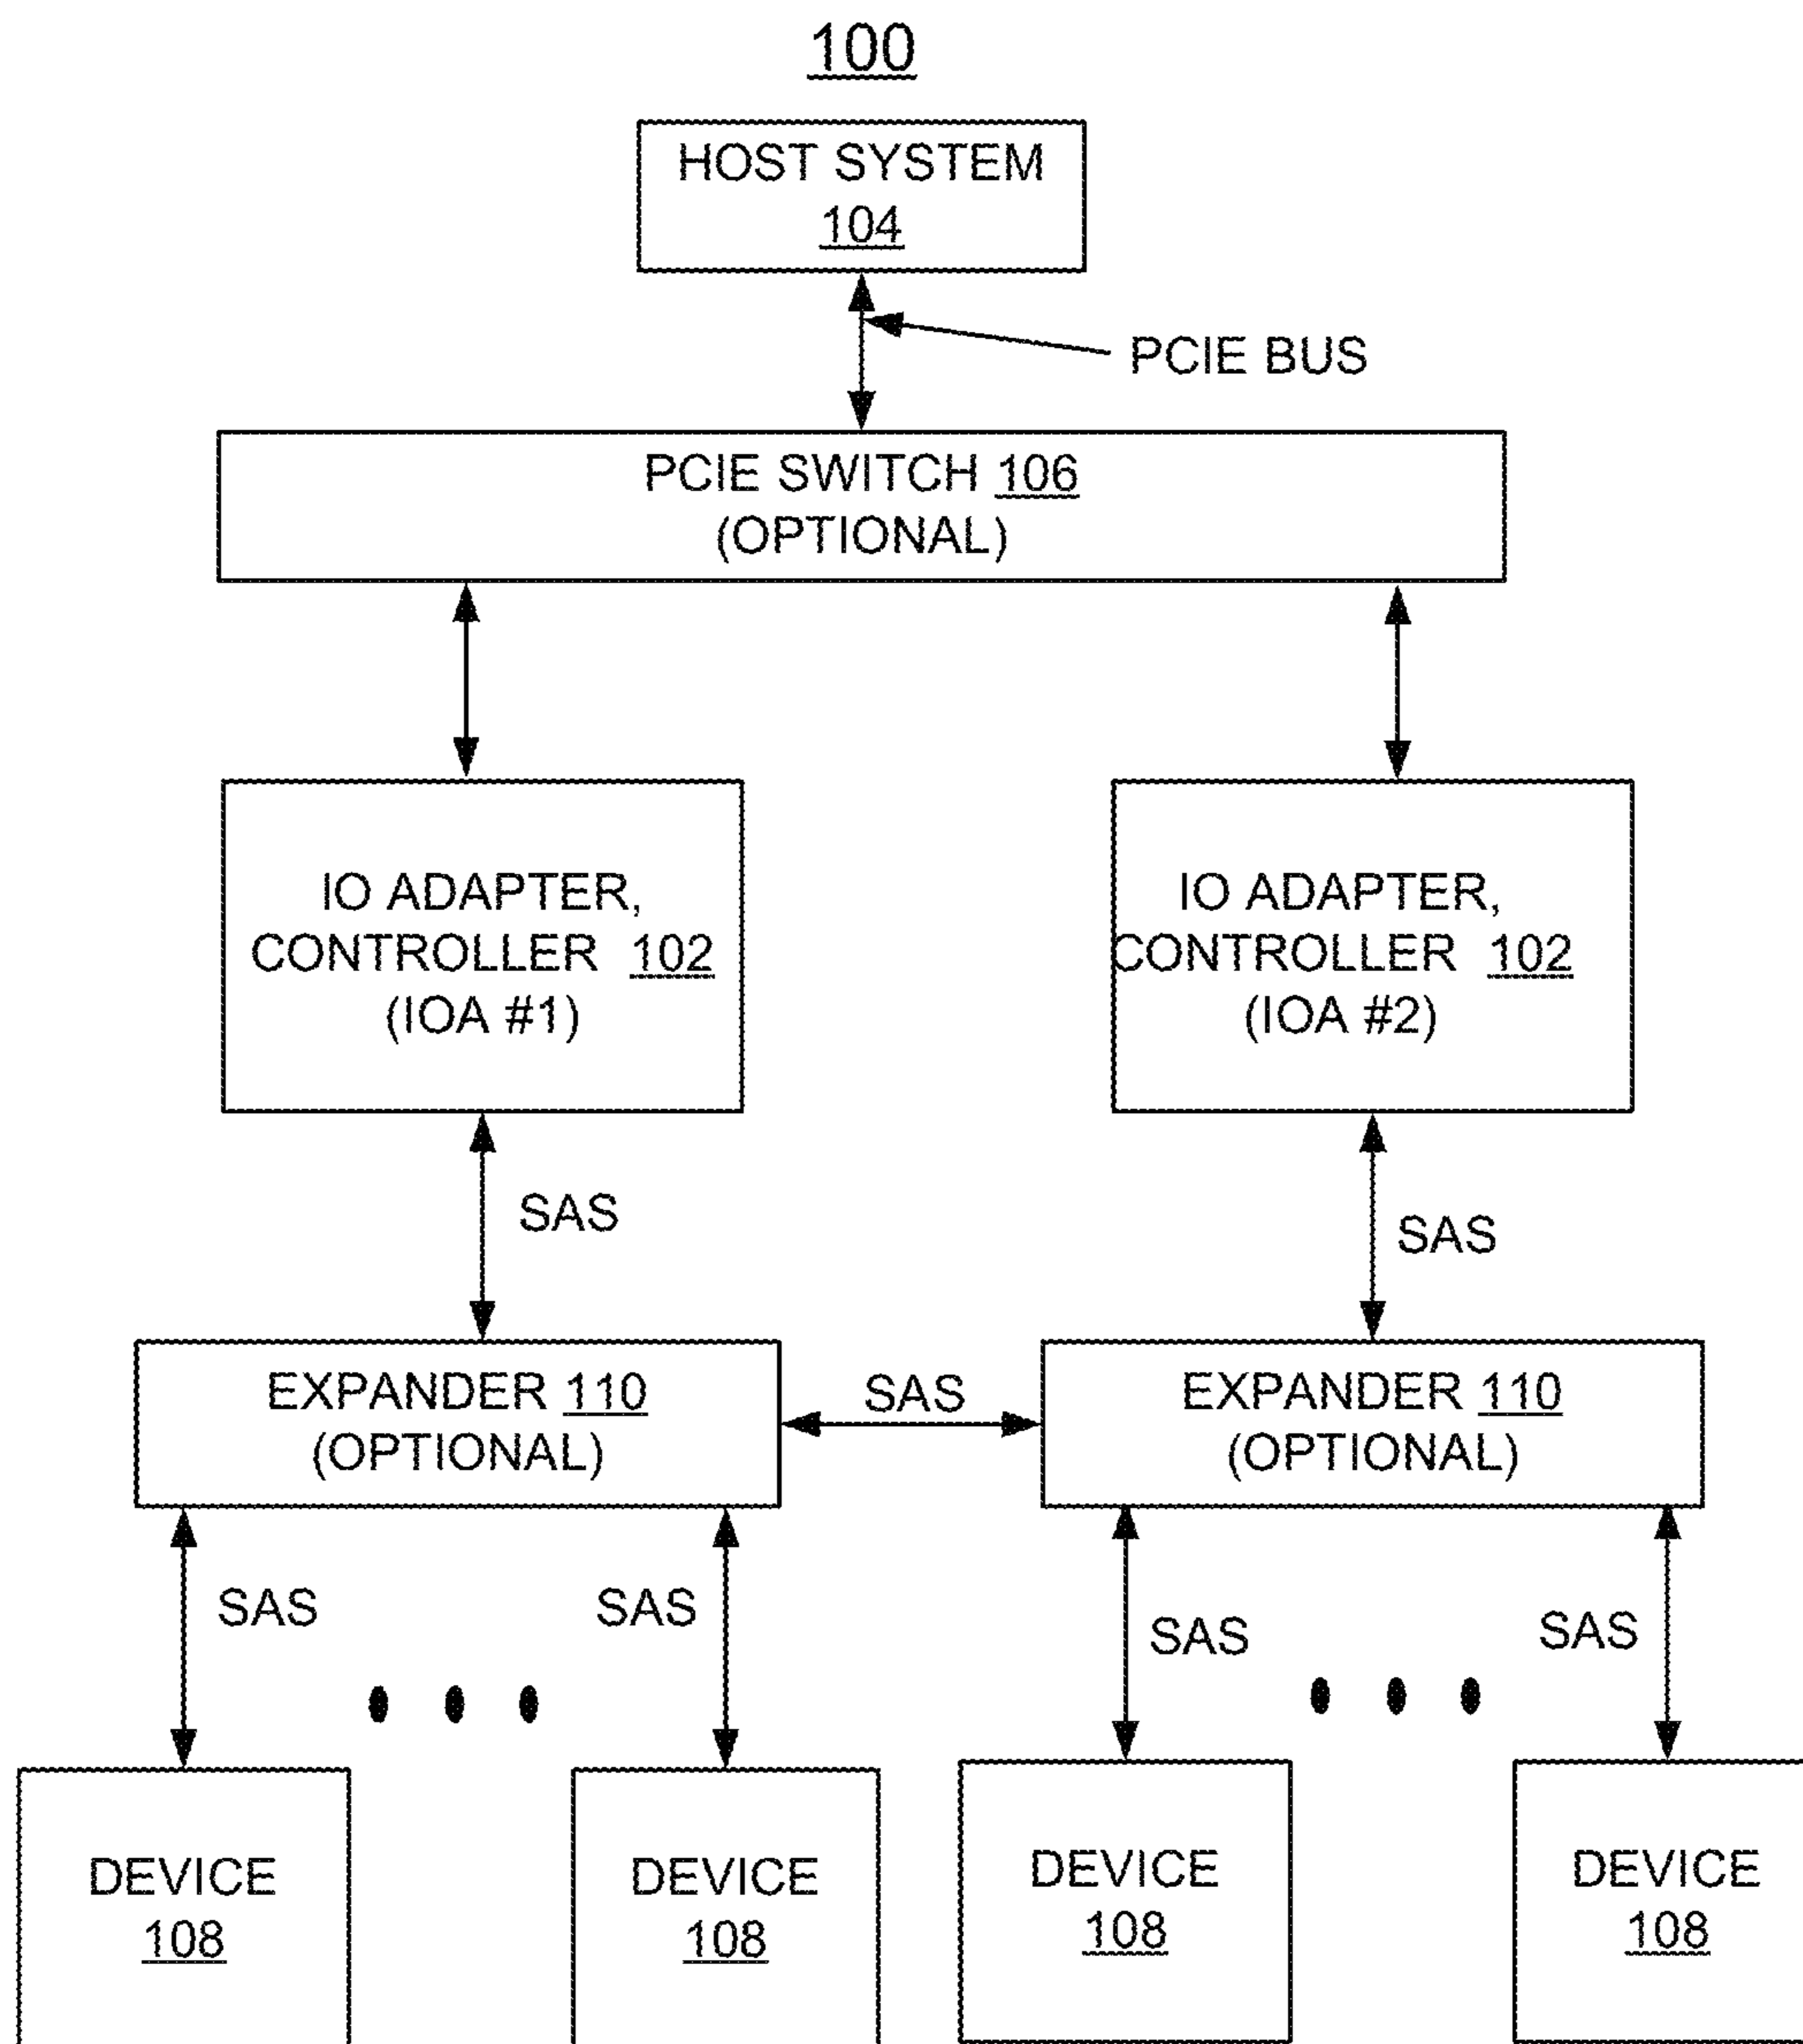 100
HOST SYSTEM
104
PCIE BUS
PCIE SWITCH 106
(OPTIONAL)
IO ADAPTER,
CONTROLLER 102
(IOA #1)
IO ADAPTER,
CONTROLLER 102
(IOA #2)
SAS
SAS
EXPANDER 110
(OPTIONAL)
SAS
EXPANDER 110
(OPTIONAL)
SAS
SAS
SAS
SAS
DEVICE
108
DEVICE
108
DEVICE
108
DEVICE
108